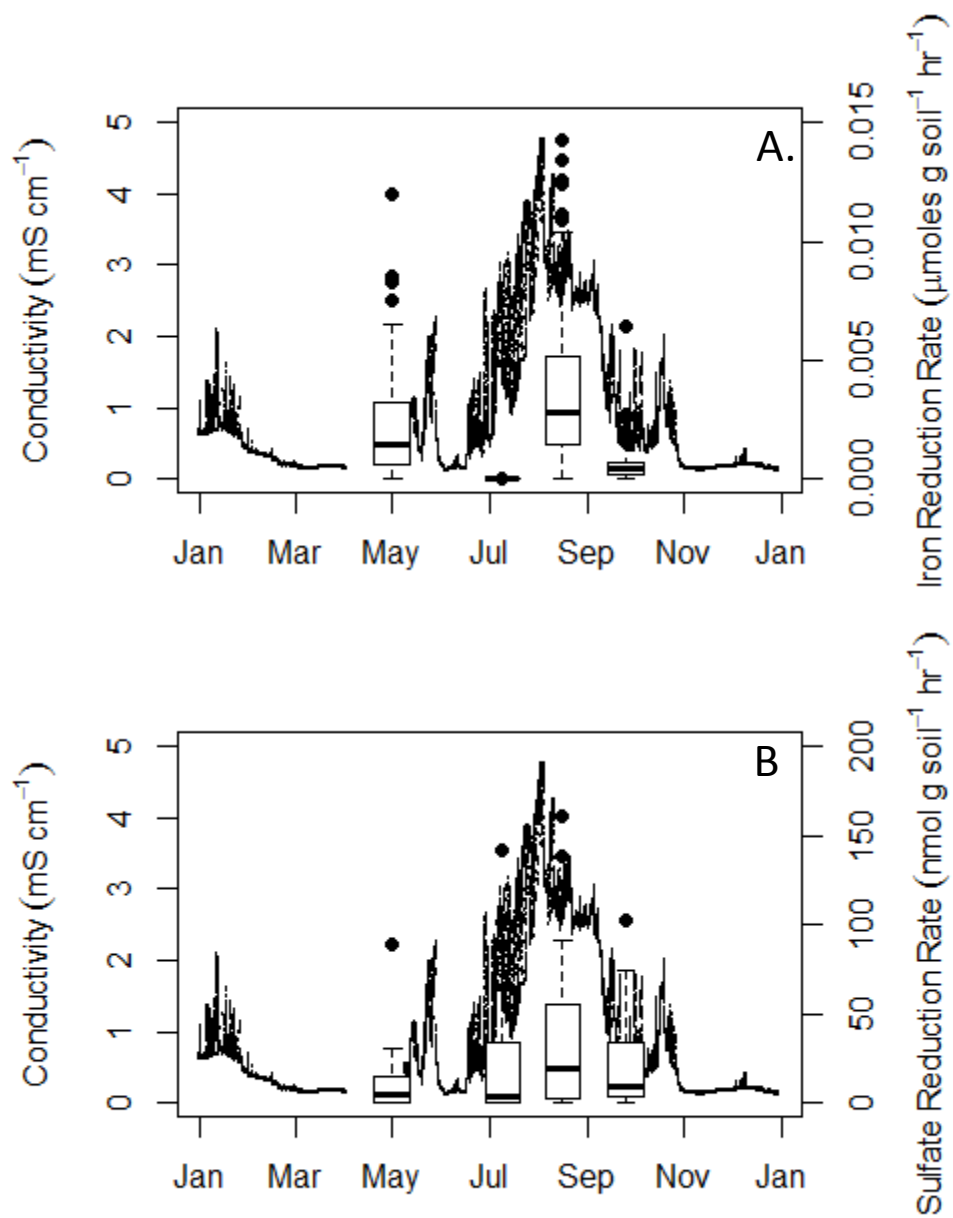 A.
Conductivity (mS cm⁻¹)
5
4
3
2
1
0
0.015
0.010
0.005
0.000
Iron Reduction Rate (μmoles g soil⁻¹ hr⁻¹)
Jan Mar May Jul Sep Nov Jan
B
Conductivity (mS cm⁻¹)
5
4
3
2
1
0
200
150
100
50
0
Sulfate Reduction Rate (nmol g soil⁻¹ hr⁻¹)
Jan Mar May Jul Sep Nov Jan